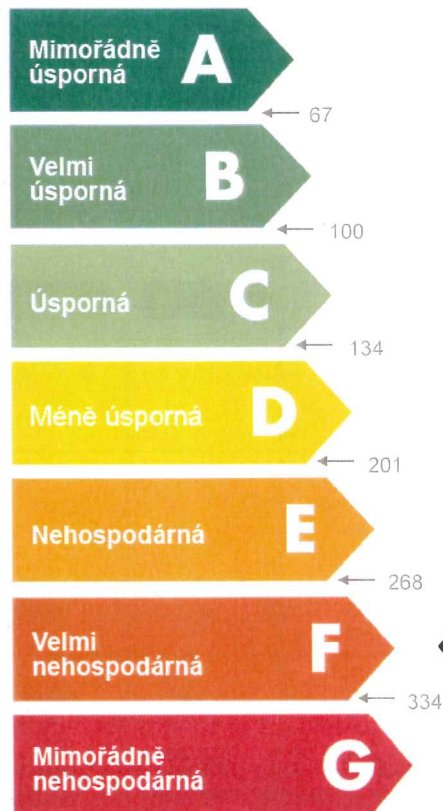 Mimořádně
úsporná
A
67
Velmi
úsporná
B
100
Úsporná
C
134
Méně úsporná
D
201
Nehospodárná
E
268
Velmi
nehospodárná
F
334
Mimořádně
nehospodárná
G